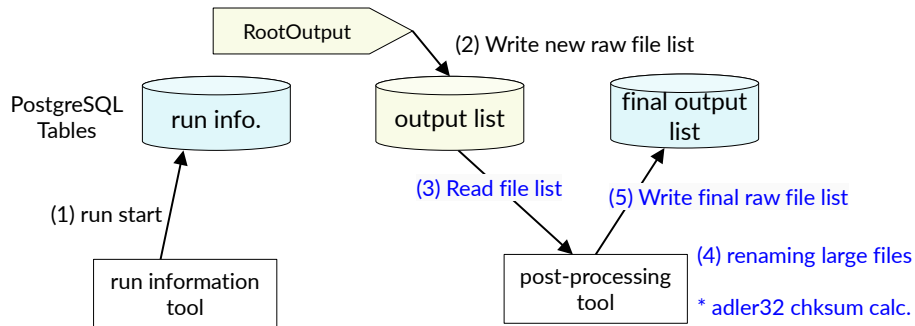 RootOutput
(2) Write new raw file list
PostgreSQL
Tables
run info.
output list
final output
list
(3) Read file list
(1) run start
(5) Write final raw file list
run information
tool
post-processing
tool
(4) renaming large files
* adler32 chksum calc.